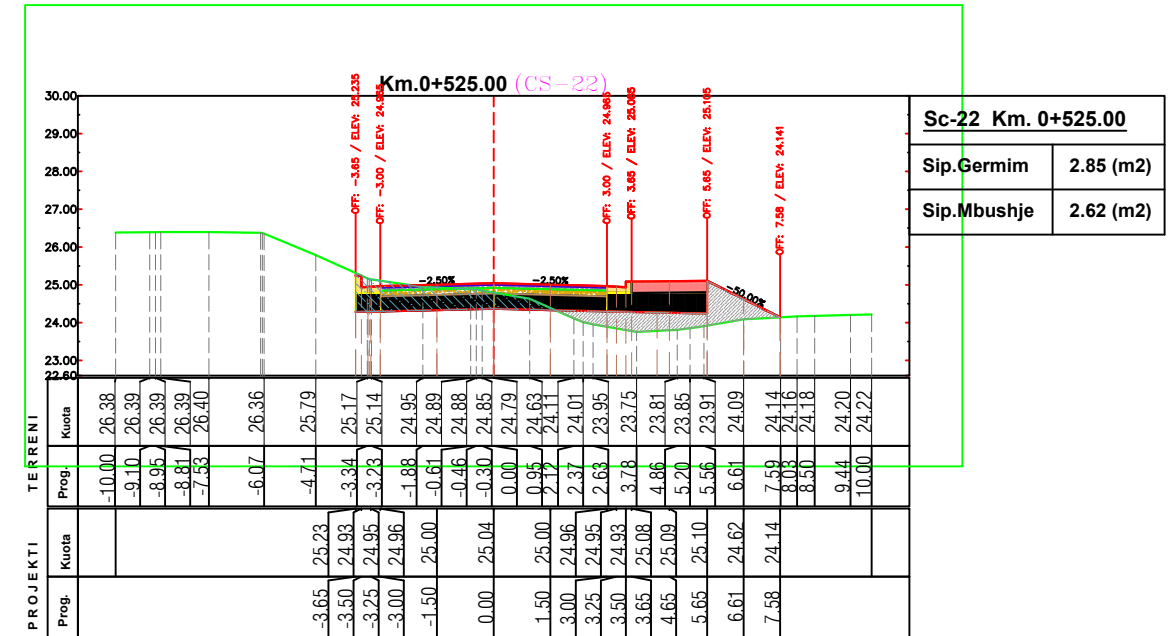 Km.0+525.00 (CS-22)
30.00
29.00
28.00
27.00
26.00
25.00
24.00
23.00
22.60
OFF: -3.65 / ELEV: 25.235
OFF: -3.00 / ELEV: 24.965
OFF: 3.00 / ELEV: 24.965
OFF: 3.65 / ELEV: 25.085
OFF: 5.65 / ELEV: 25.105
OFF: 7.58 / ELEV: 24.141
-2.50% -2.50% -50.00%
Sc-22 Km. 0+525.00
Sip.Germim 2.85 (m2)
Sip.Mbushje 2.62 (m2)
TERRENI
Kuota 26.38 26.39 26.39 26.39 26.40 26.36 25.79 25.17 25.14 24.95 24.89 24.88 24.85 24.79 24.63 24.11 24.01 23.95 23.75 23.81 23.85 23.91 24.09 24.14 24.16 24.18 24.20 24.22
Prog. -10.00 -9.10 -8.95 -8.81 -7.53 -6.07 -4.71 -3.34 -3.23 -1.88 -0.61 -0.46 -0.30 0.00 0.95 2.12 2.37 2.63 3.78 4.86 5.20 5.56 6.61 7.59 8.03 8.50 9.44 10.00
PROJEKTI
Kuota 25.23 24.93 24.95 24.96 25.00 25.04 25.00 24.96 24.95 24.93 25.08 25.09 25.10 24.62 24.14
Prog. -3.65 -3.50 -3.25 -3.00 -1.50 0.00 1.50 3.00 3.25 3.50 3.65 4.65 5.65 6.61 7.58